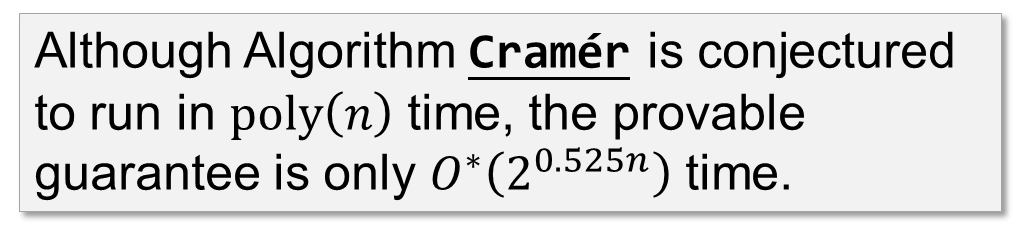 Although Algorithm Cramér is conjectured
to run in poly(n) time, the provable
guarantee is only O*(2^0.525n) time.